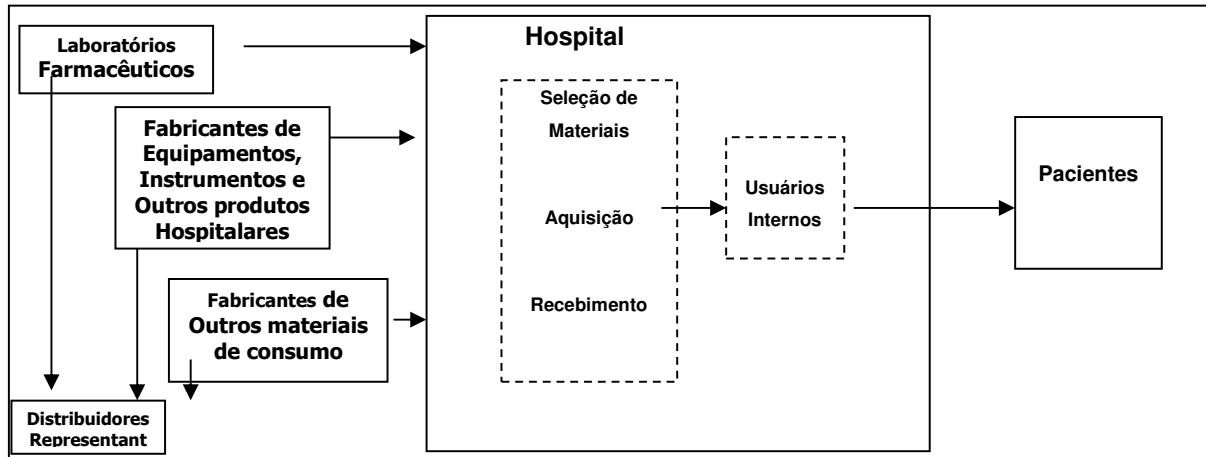 Laboratórios
Farmacêuticos
Fabricantes de
Equipamentos,
Instrumentos e
Outros produtos
Hospitalares
Fabricantes de
Outros materiais
de consumo
Distribuidores
Representant
Hospital
Seleção de
Materiais
Aquisição
Recebimento
Usuários
Internos
Pacientes